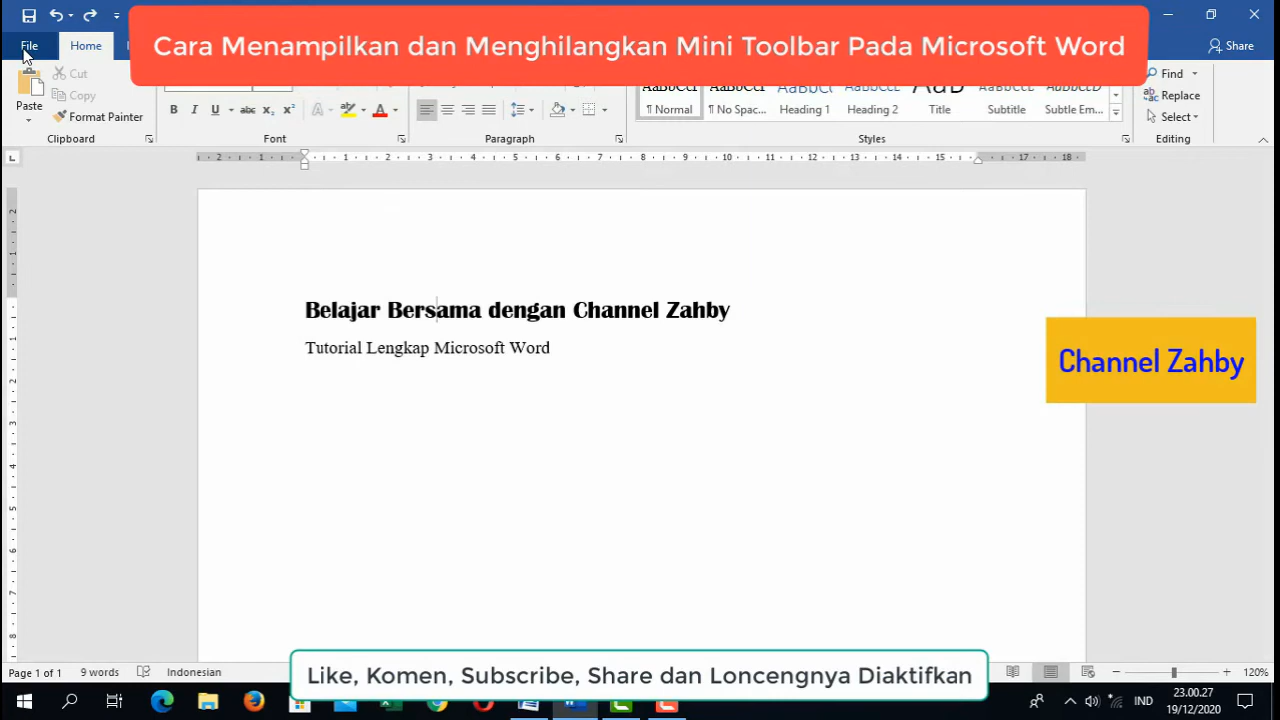 Cara Menampilkan dan Menghilangkan Mini Toolbar Pada Microsoft Word
File
Home
Share
Cut
Copy
Format Painter
Paste
Clipboard
Font
Paragraph
¶ Normal
¶ No Spac...
Heading 1
Heading 2
Title
Subtitle
Subtle Em...
Styles
Find
Replace
Select
Editing
Belajar Bersama dengan Channel Zahby
Tutorial Lengkap Microsoft Word
Channel Zahby
Page 1 of 1
9 words
Indonesian
120%
Like, Komen, Subscribe, Share dan Loncengnya Diaktifkan
IND
23.00.27
19/12/2020